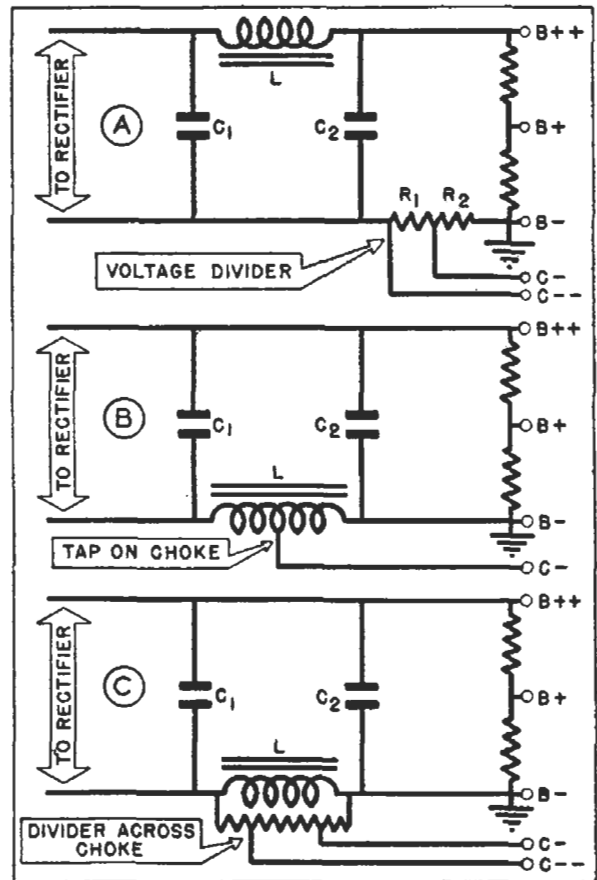 B++
L
TO RECTIFIER
A
C1
C2
B+
R1 R2
B-
VOLTAGE DIVIDER
C-
C--
B++
TO RECTIFIER
B
C1
C2
B+
L
B-
TAP ON CHOKE
C-
B++
TO RECTIFIER
C
C1
C2
B+
L
B-
DIVIDER ACROSS
CHOKE
C-
C--